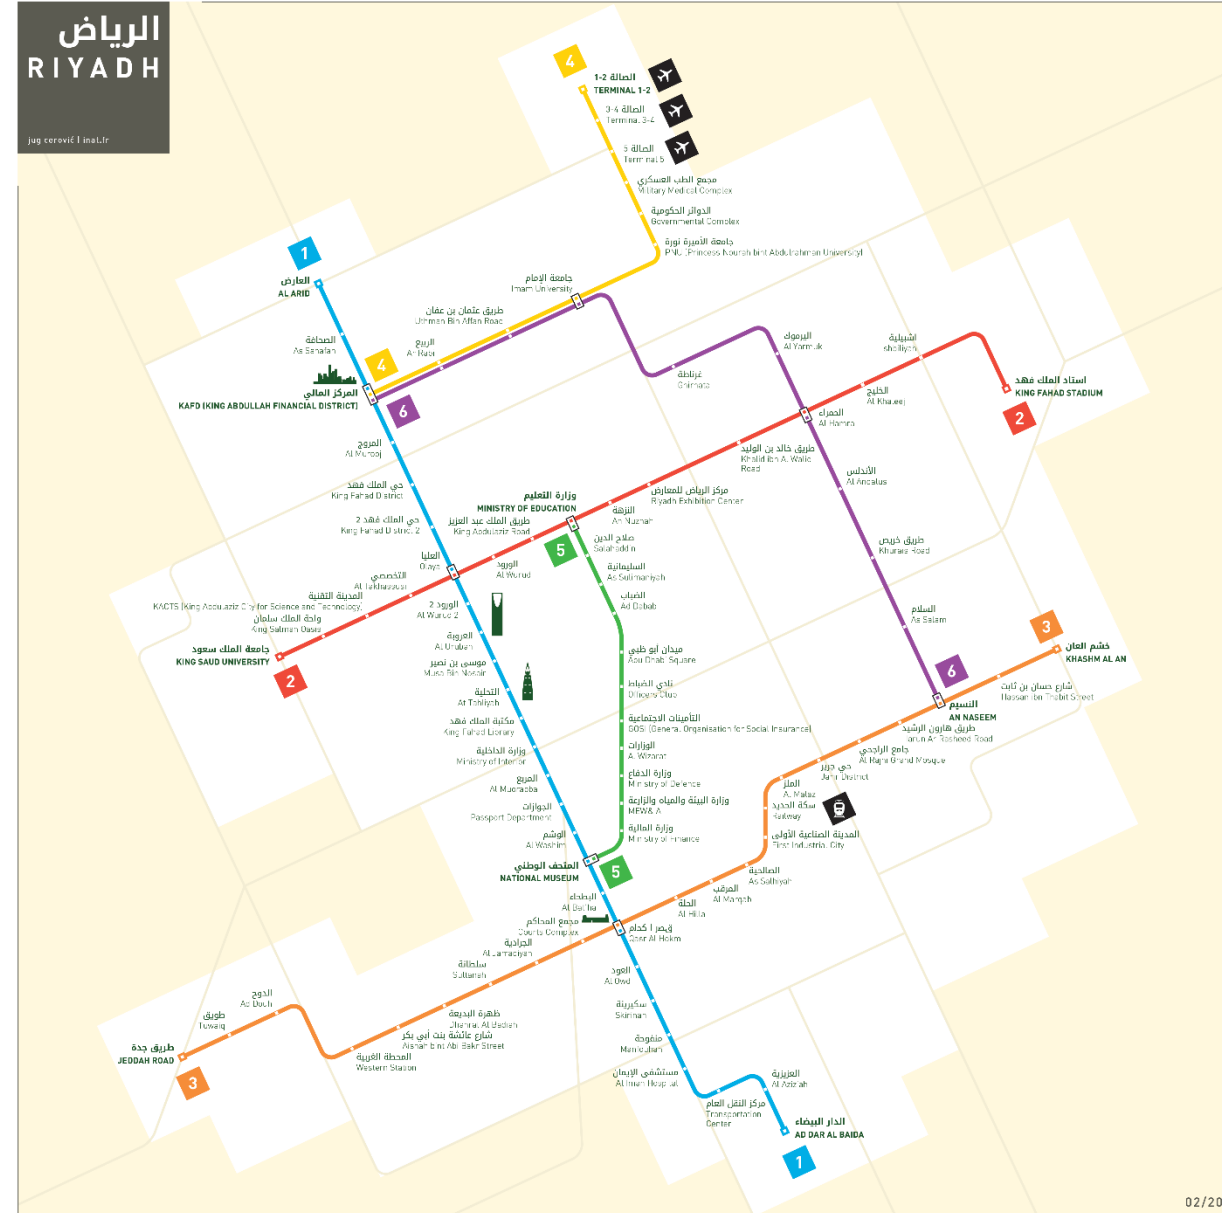 الرياض
RIYADH
jug cerović | inat.fr
4
الصالة 1-2
TERMINAL 1-2
الصالة 3-4
Terminal 3-4
الصالة 5
Terminal 5
مجمع الطب العسكري
Military Medical Complex
الدوائر الحكومية
Governmental Complex
جامعة الأميرة نورة
PNU (Princess Nourah bint Abdulrahman University)
جامعة الإمام
Imam University
طريق عثمان بن عفان
Uthman Bin Affan Road
الربيع
Ar Rabi
1
العارض
AL ARID
الصحافة
As Sahafah
4
المركز المالي
KAFD (KING ABDULLAH FINANCIAL DISTRICT)
6
المروج
Al Murooj
حي الملك فهد
King Fahad District
حي الملك فهد 2
King Fahad District 2
العليا
Olaya
اليرموك
Al Yarmuk
غرناطة
Ghirnata
اشبيلية
استاد الملك فهد
KING FAHAD STADIUM
2
الخليج
Al Khaleej
الحمراء
Al Hamra
طريق خالد بن الوليد
Khalid ibn Al Walid
Road
مركز الرياض للمعارض
Riyadh Exhibition Center
النزهة
An Nuzhah
وزارة التعليم
MINISTRY OF EDUCATION
طريق الملك عبد العزيز
King Abdulaziz Road
الورود
Al Wurud
5
التخصصي
Al Takhassusi
المدينة التقنية
KACTS (King Abdulaziz City for Science and Technology)
واحة الملك سلمان
King Salman Oasis
جامعة الملك سعود
KING SAUD UNIVERSITY
2
صلاح الدين
Salahaddin
السليمانية
As Sulimaniyah
الضباب
Ad Dabab
ميدان أبو ظبي
Abu Dhabi Square
نادي الضباط
Officers Club
التأمينات الاجتماعية
GOSI (General Organisation for Social Insurance)
الوزارات
Al Wizarat
وزارة الدفاع
Ministry of Defence
وزارة البيئة والمياه والزارعة
MEW& A
وزارة المالية
Ministry of Finance
الورود 2
Al Wurud 2
العروبة
Al Urubah
موسى بن نصير
Musa Bin Nosair
التحلية
At Tahliyah
مكتبة الملك فهد
King Fahad Library
وزارة الداخلية
Ministry of Interior
المربع
Al Muorabba
الجوازات
Passport Department
الوشم
Al Washim
المتحف الوطني
NATIONAL MUSEUM
5
البطحاء
Al Bat'ha
مجمع المحاكم
Courts Complex
Qasr Al Hokm
الأندلس
Al Andalus
طريق خريص
Khurais Road
السلام
As Salam
6
النسيم
AN NASEEM
3
خشم العان
KHASHM AL AN
شارع حسان بن ثابت
Hassan ibn Thabit Street
طريق هارون الرشيد
Harun Ar Rasheed Road
جامع الراجحي
Al Rajhi Grand Mosque
حي جرير
Jarir District
الملز
Al Malaz
سكة الحديد
Railway
المدينة الصناعية الأولى
First Industrial City
الصالحية
As Salhiyah
المرقب
Al Marqab
الحلة
Al Hilla
الجرادية
Al Jarradiyah
سلطانة
Sultanah
ظهرة البديعة
Dhahrat Al Badiah
شارع عائشة بنت أبي بكر
Aishah bint Abi Bakr Street
المحطة الغربية
Western Station
الدوح
Ad Douh
طويق
Tuwaiq
طريق جدة
JEDDAH ROAD
3
العود
Al Owd
سكيرينة
Skirinah
منفوحة
Manfouhah
مستشفى الإيمان
Al Iman Hospital
مركز النقل العام
Transportation
Center
العزيزية
Al Aziziah
الدار البيضاء
AD DAR AL BAIDA
1
02/20